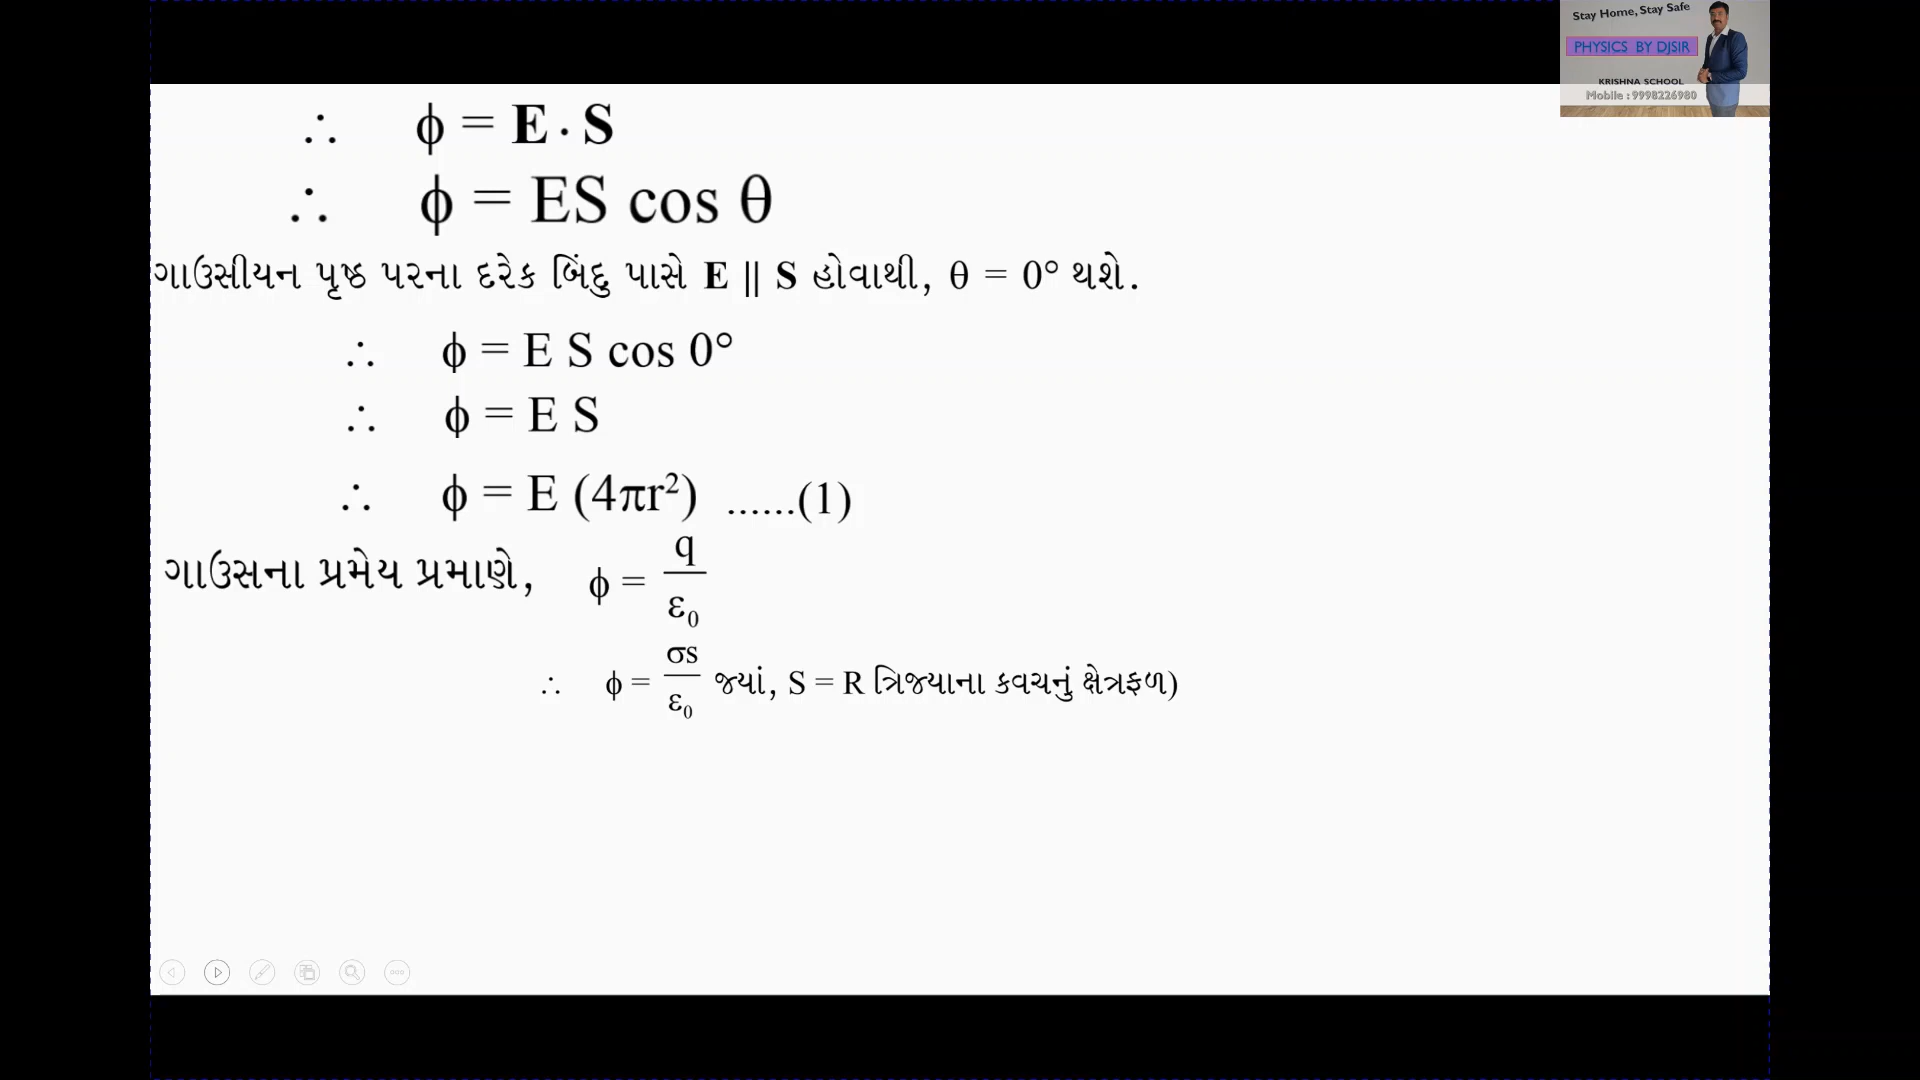 Stay Home, Stay Safe
PHYSICS BY DJSIR
KRISHNA SCHOOL
Mobile : 9998226980
∴ ϕ = E · S
∴ ϕ = ES cos θ
ગાઉસીયન પૃષ્ઠ પરના દરેક બિંદુ પાસે E || S હોવાથી, θ = 0° થશે.
∴ ϕ = E S cos 0°
∴ ϕ = E S
∴ ϕ = E (4πr²) ......(1)
ગાઉસના પ્રમેય પ્રમાણે, ϕ = q/ε₀
∴ ϕ = σs/ε₀ જ્યાં, S = R ત્રિજ્યાના કવચનું ક્ષેત્રફળ)